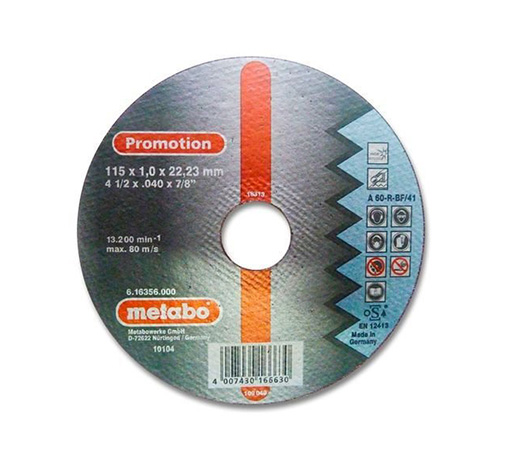 Promotion
115 x 1,0 x 22,23 mm
4 1/2 x .040 x 7/8"
13.200 min-1
max. 80 m/s
A 60-R-BF/41
6.16356.000
metabo
Metabowerke GmbH
D-72622 Nürtingen / Germany
10104
oSa
EN 12413
Made in
Germany
4 007430 165630